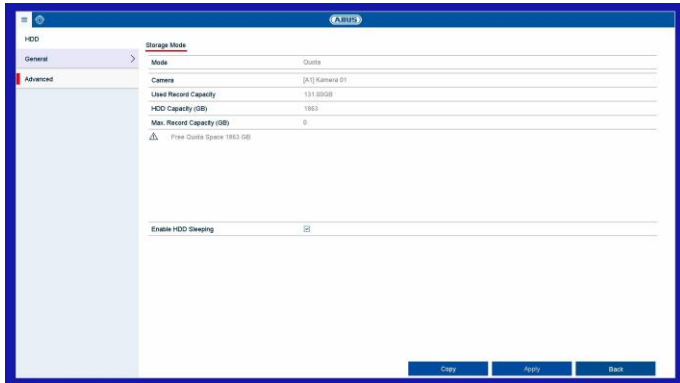 ABUS
HDD
General
Advanced
Storage Mode
Mode Quota
Camera [A1] Kamera 01
Used Record Capacity 131.00GB
HDD Capacity (GB) 1863
Max. Record Capacity (GB) 0
Free Quota Space 1863 GB
Enable HDD Sleeping
Copy Apply Back